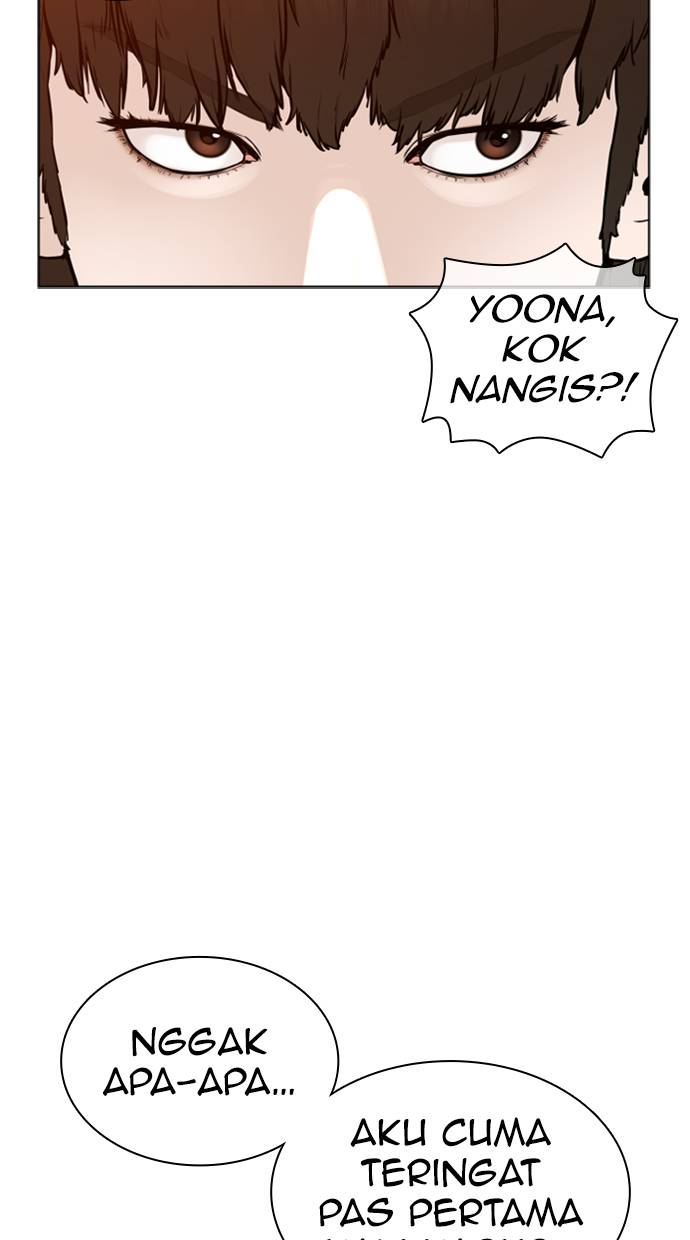 YOONA,
KOK
NANGIS?!
NGGAK
APA-APA...
AKU CUMA
TERINGAT
PAS PERTAMA